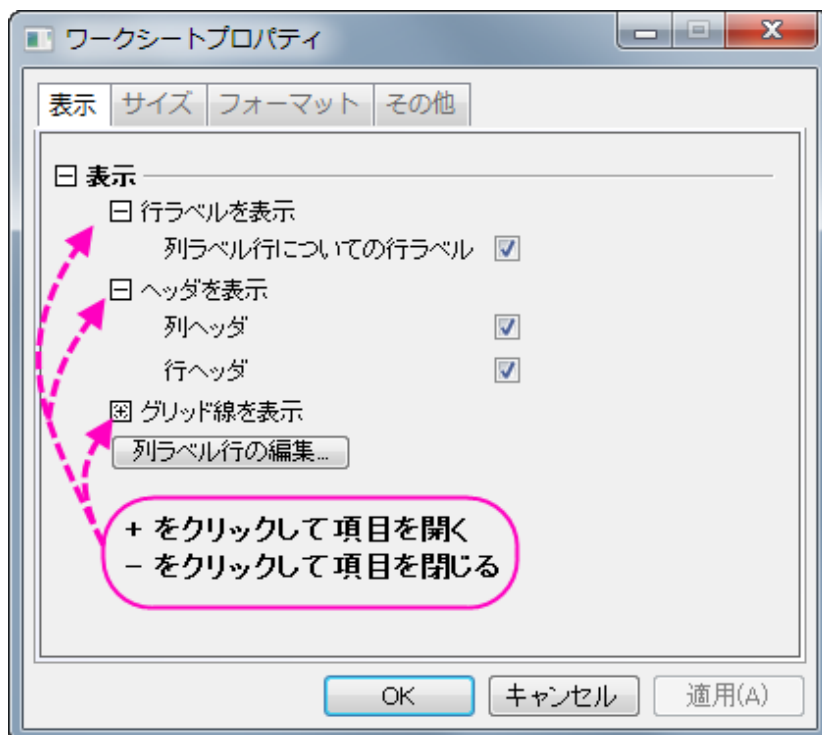 ワークシートプロパティ
表示 サイズ フォーマット その他
表示
行ラベルを表示
列ラベル行についての行ラベル
ヘッダを表示
列ヘッダ
行ヘッダ
グリッド線を表示
列ラベル行の編集...
+ をクリックして項目を開く
− をクリックして項目を閉じる
OK キャンセル 適用(A)